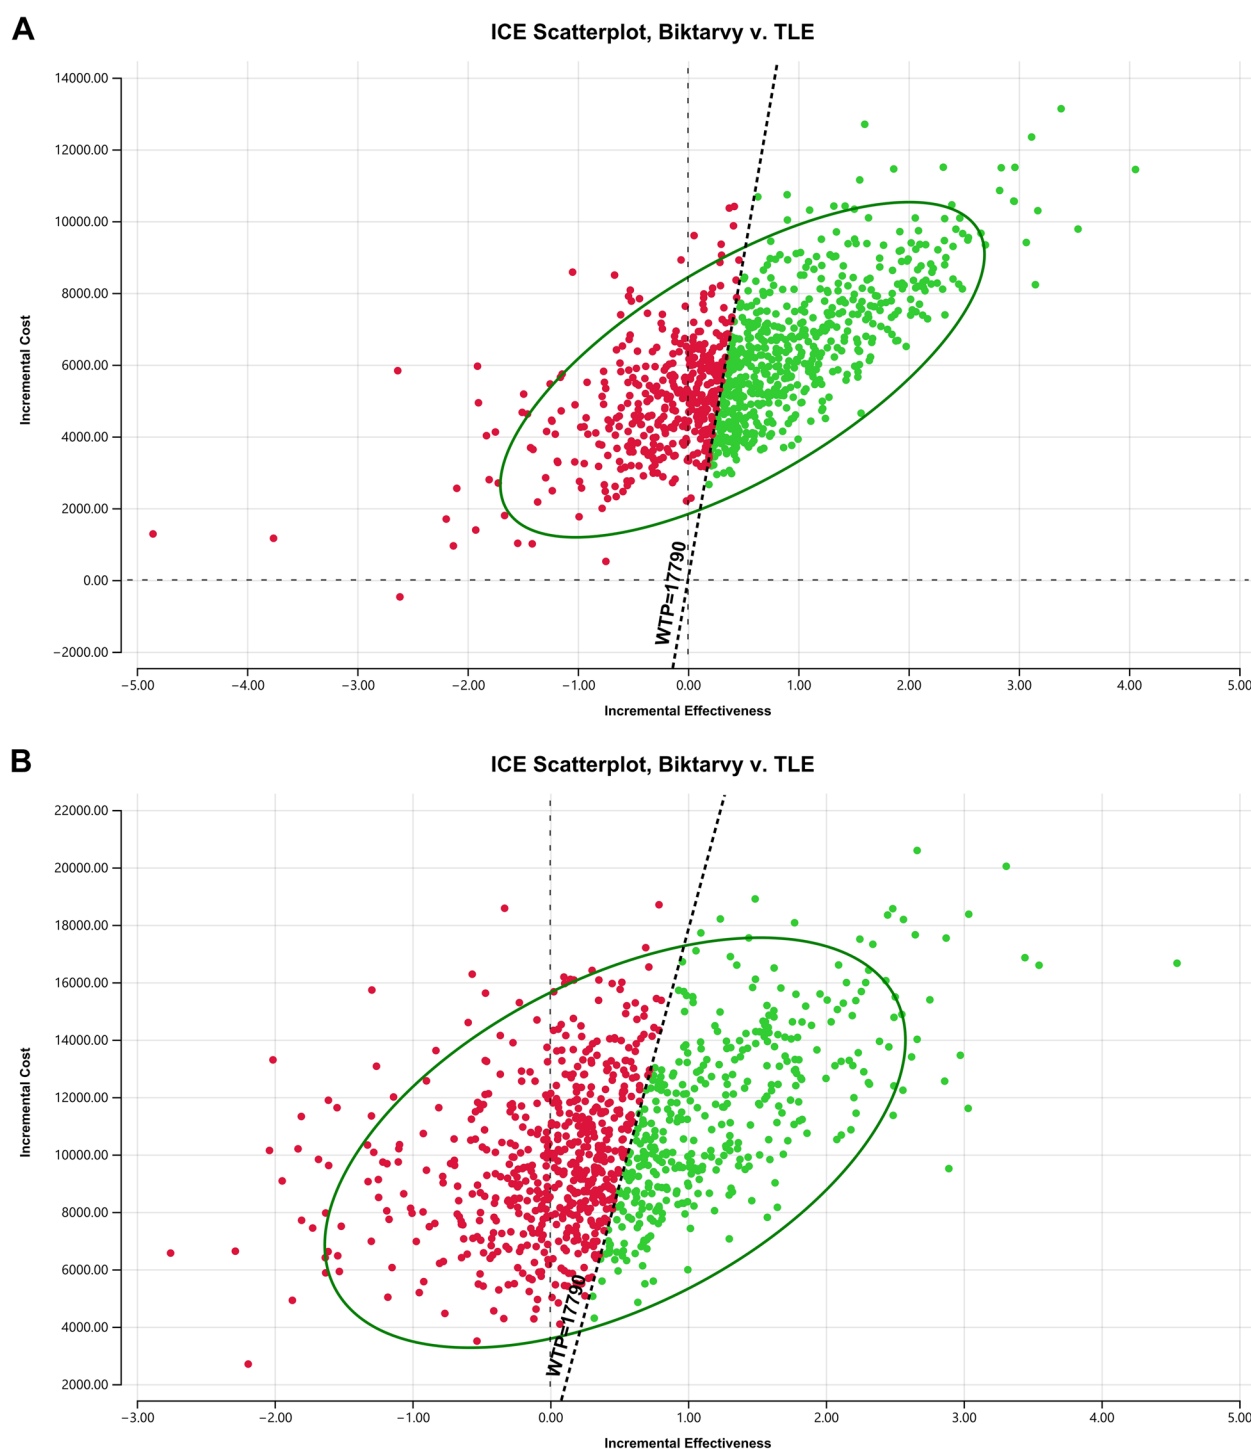 A
ICE Scatterplot, Biktarvy v. TLE
14000.00
12000.00
10000.00
8000.00
6000.00
4000.00
2000.00
0.00
−2000.00
Incremental Cost
WTP=17790
−5.00 −4.00 −3.00 −2.00 −1.00 0.00 1.00 2.00 3.00 4.00 5.00
Incremental Effectiveness
B
ICE Scatterplot, Biktarvy v. TLE
22000.00
20000.00
18000.00
16000.00
14000.00
12000.00
10000.00
8000.00
6000.00
4000.00
2000.00
Incremental Cost
WTP=17790
−3.00 −2.00 −1.00 0.00 1.00 2.00 3.00 4.00 5.00
Incremental Effectiveness